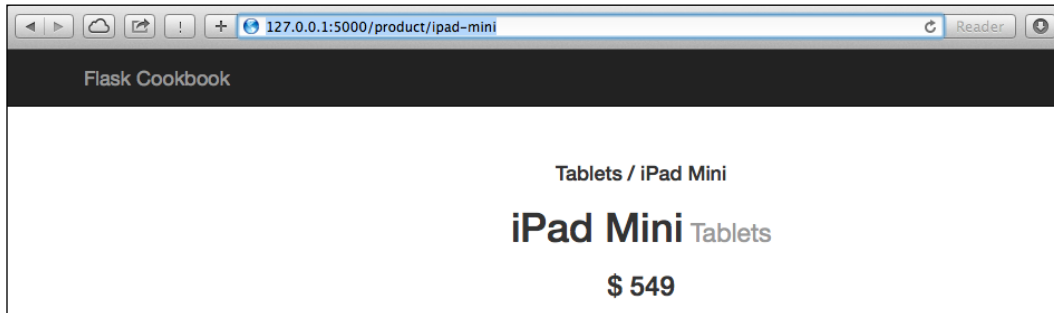 127.0.0.1:5000/product/ipad-mini
Reader
Flask Cookbook
Tablets / iPad Mini
iPad Mini Tablets
$ 549